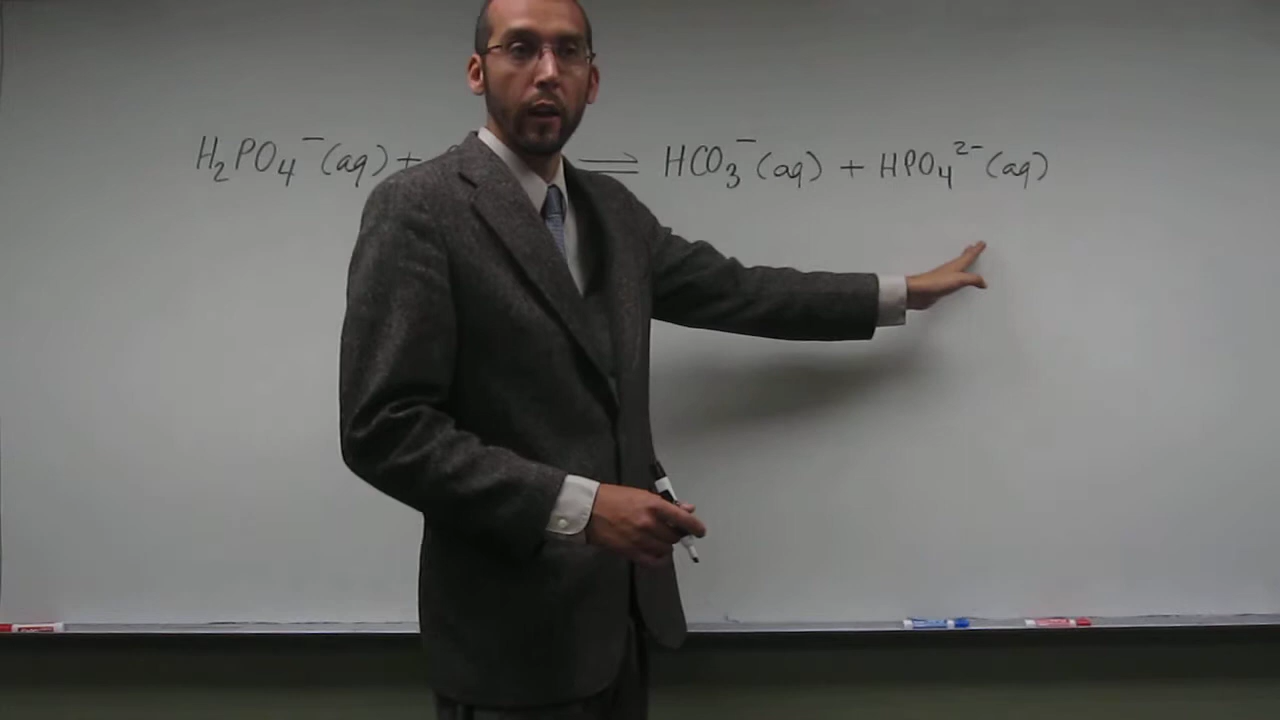 H₂PO₄⁻(aq) + ⇌ HCO₃⁻(aq) + HPO₄²⁻(aq)